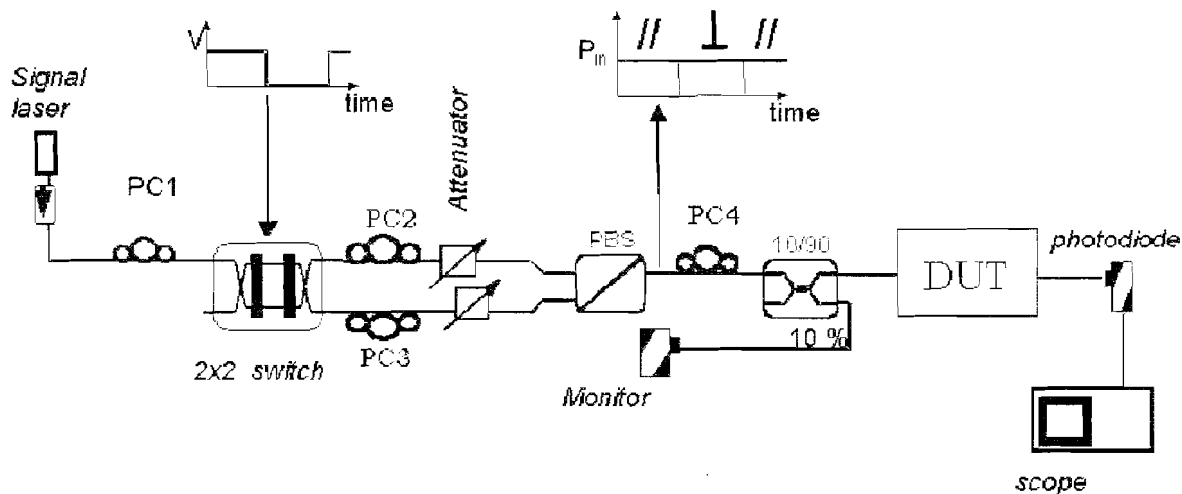 V
time
Signal
laser
PC1
2x2 switch
PC2
PC3
Attenuator
P_in
//
⊥
//
time
PBS
PC4
10/90
10 %
Monitor
DUT
photodiode
scope